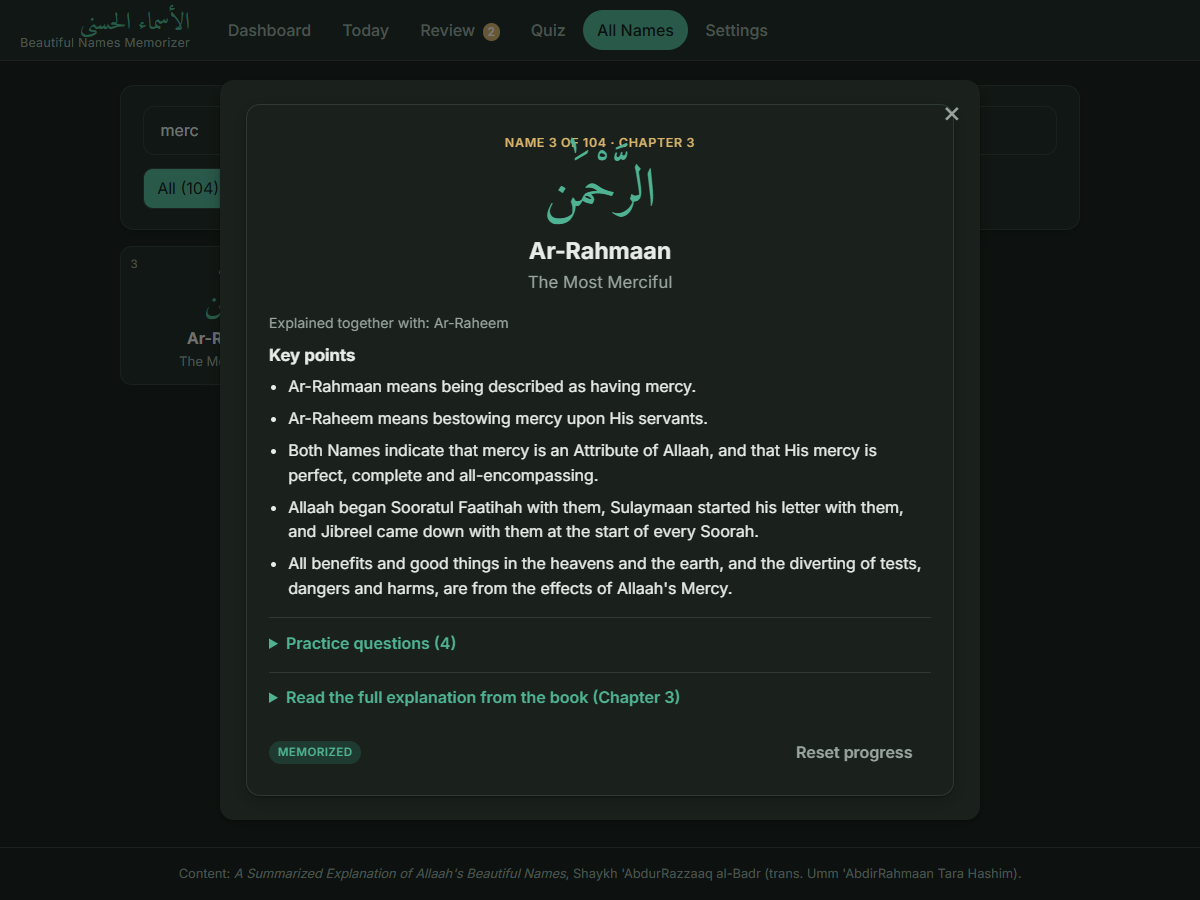 الأسماء الحسنى
Beautiful Names Memorizer
Dashboard
Today
Review 2
Quiz
All Names
Settings
merc
All (104)
3
Ar-R
The M
×
NAME 3 OF 104 · CHAPTER 3
الرَّحْمَٰن
Ar-Rahmaan
The Most Merciful
Explained together with: Ar-Raheem
Key points
• Ar-Rahmaan means being described as having mercy.
• Ar-Raheem means bestowing mercy upon His servants.
• Both Names indicate that mercy is an Attribute of Allaah, and that His mercy is
perfect, complete and all-encompassing.
• Allaah began Sooratul Faatihah with them, Sulaymaan started his letter with them,
and Jibreel came down with them at the start of every Soorah.
• All benefits and good things in the heavens and the earth, and the diverting of tests,
dangers and harms, are from the effects of Allaah's Mercy.
▶ Practice questions (4)
▶ Read the full explanation from the book (Chapter 3)
MEMORIZED
Reset progress
Content: A Summarized Explanation of Allaah's Beautiful Names, Shaykh 'AbdurRazzaaq al-Badr (trans. Umm 'AbdirRahmaan Tara Hashim).